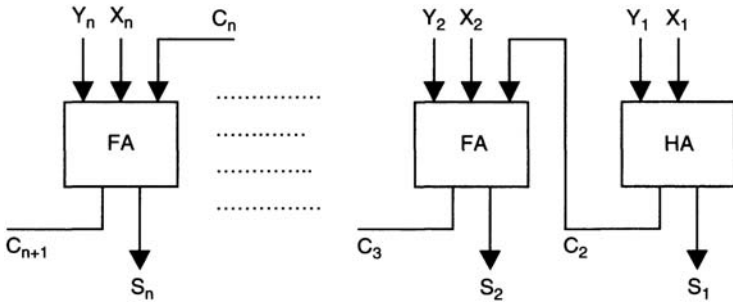 Yₙ Xₙ Cₙ Y₂ X₂ Y₁ X₁
FA FA HA
Cₙ₊₁ C₃ C₂
Sₙ S₂ S₁